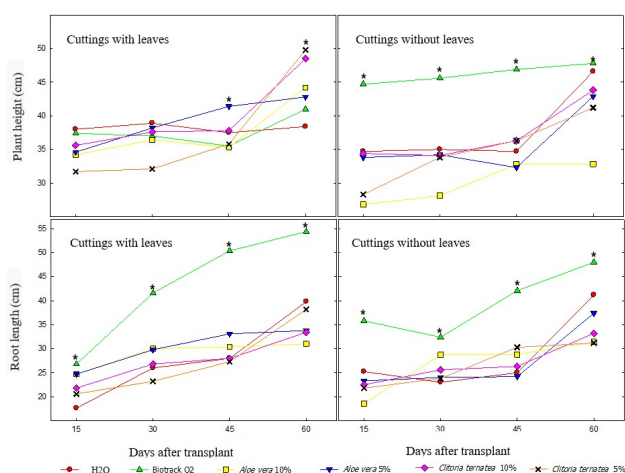 Cuttings with leaves
Cuttings without leaves
Plant height (cm)
50
45
40
35
30
*
*
*
*
*
*
Cuttings with leaves
Cuttings without leaves
Root length (cm)
55
50
45
40
35
30
25
20
*
*
*
*
*
*
*
*
15 30 45 60
15 30 45 60
Days after transplant
Days after transplant
H2O Biotrack O2 Aloe vera 10% Aloe vera 5% Clitoria ternatea 10% Clitoria ternatea 5%